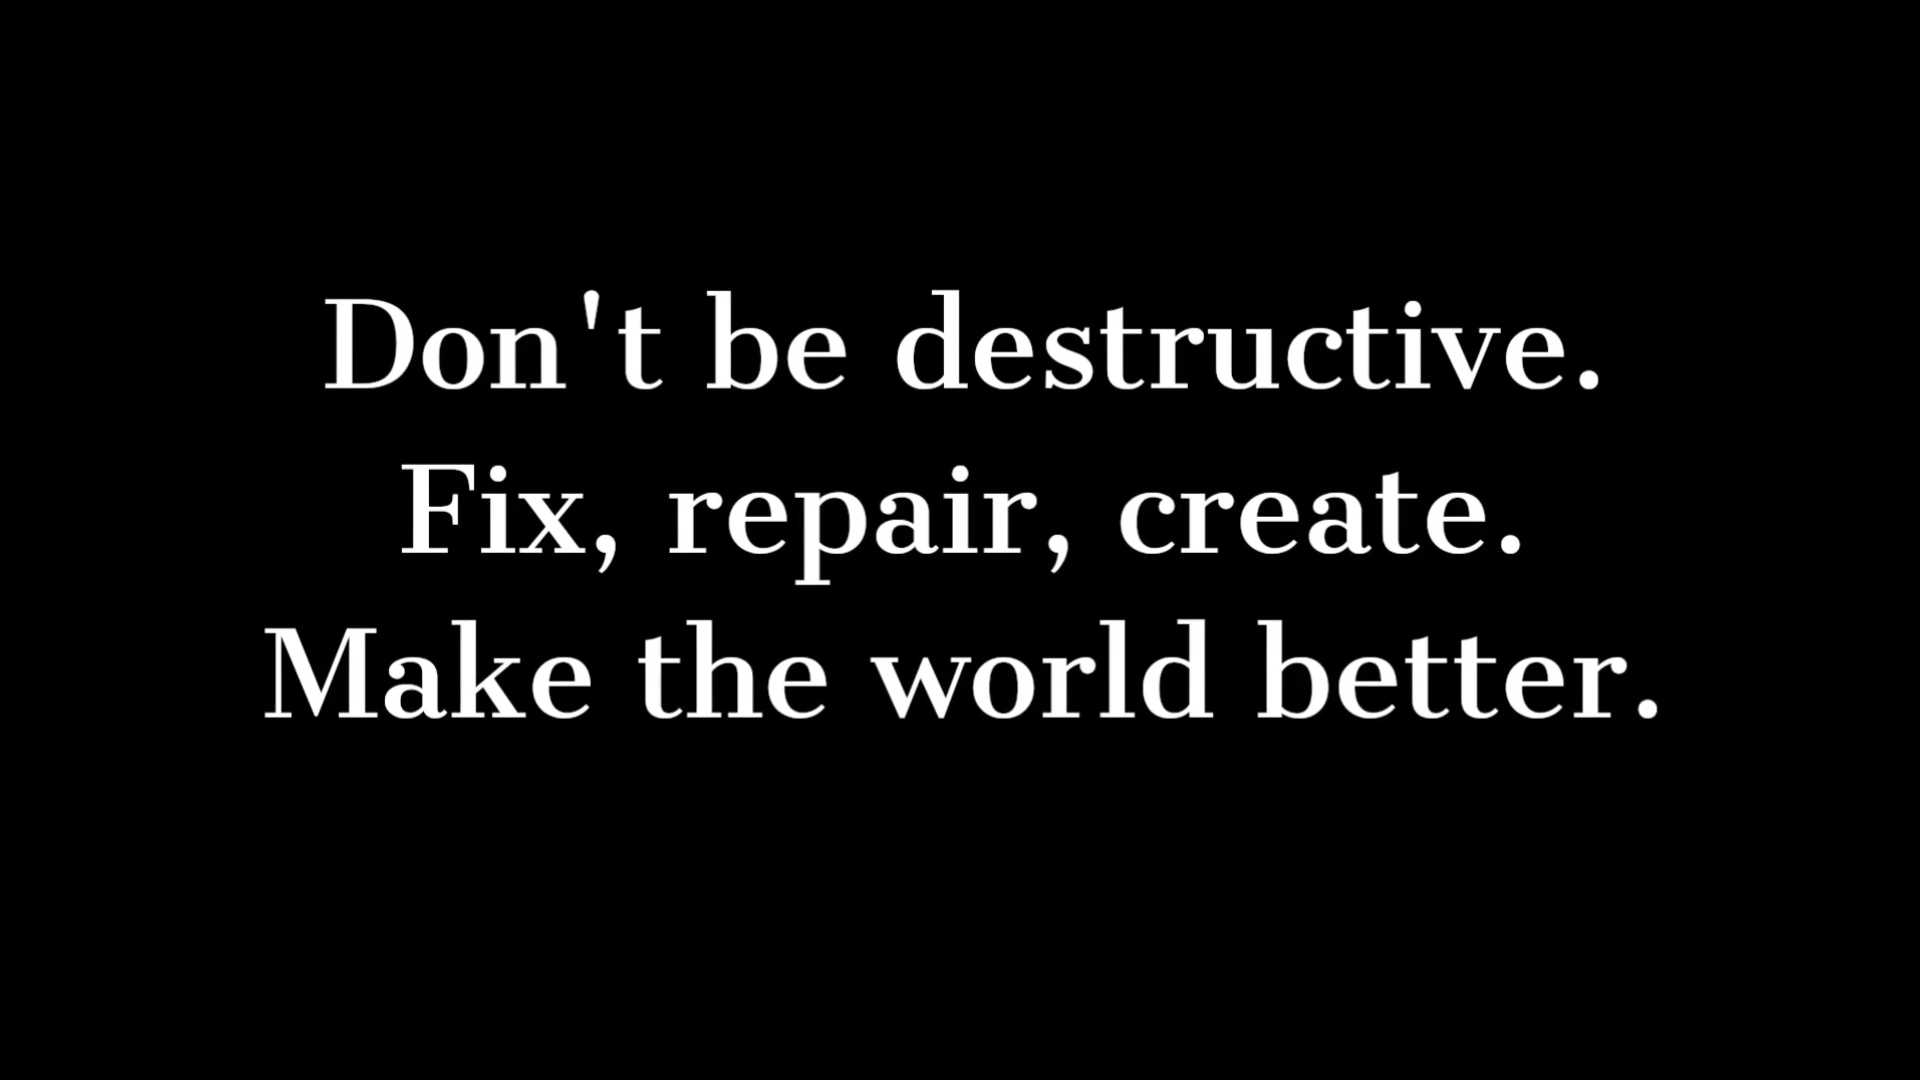 Don't be destructive.
Fix, repair, create.
Make the world better.